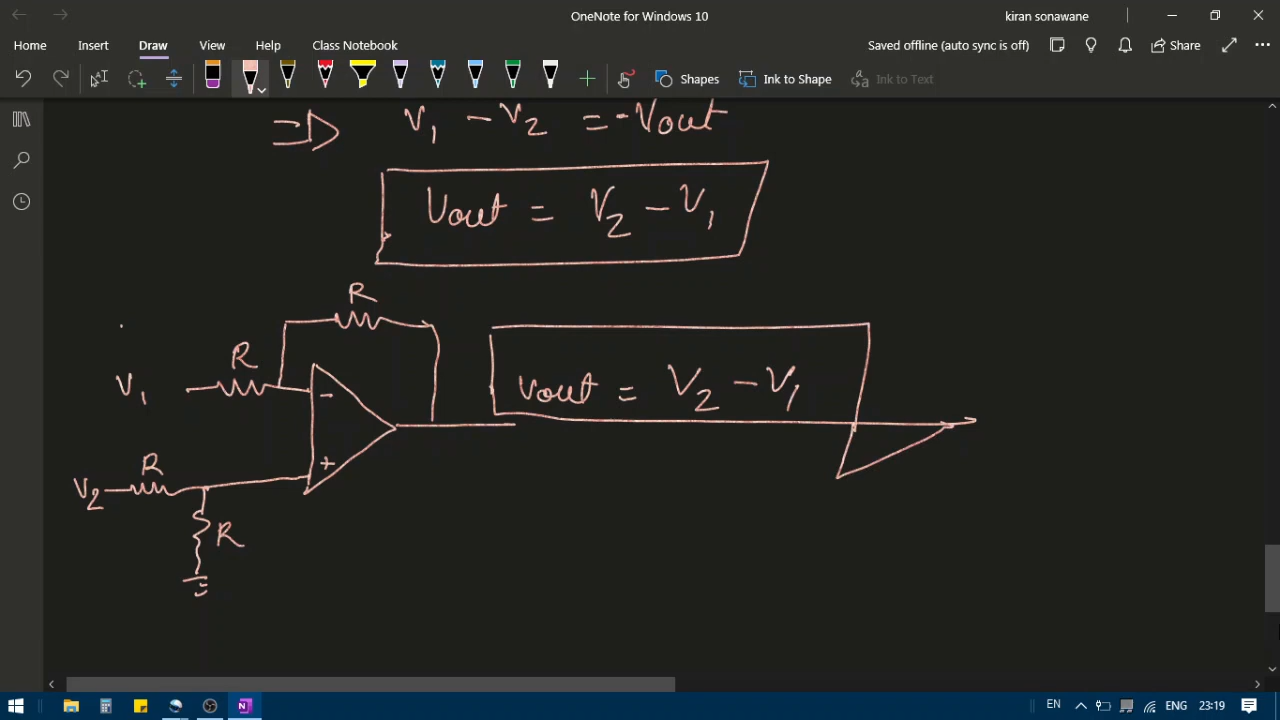 OneNote for Windows 10
kiran sonawane
Home Insert Draw View Help Class Notebook
Saved offline (auto sync is off)
Share
Shapes
Ink to Shape
Ink to Text
V1 - V2 = -Vout
Vout = V2 - V1
R
R
V1
-
vout = V2 - V1
+
R
V2
R
EN
ENG
23:19